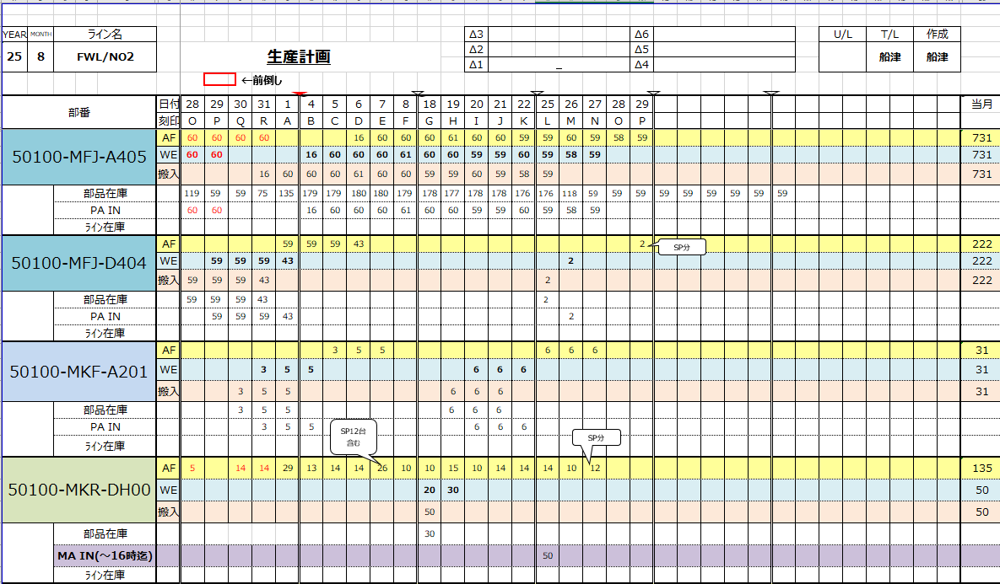 YEAR MONTH ライン名
25 8 FWL/NO2
生産計画
Δ3 Δ6
Δ2 Δ5
Δ1 _ Δ4
U/L T/L 作成
船津 船津
←前倒し
部番 日付 28 29 30 31 1 4 5 6 7 8 18 19 20 21 22 25 26 27 28 29 当月
刻印 O P Q R A B C D E F G H I J K L M N O P
50100-MFJ-A405
AF 60 60 60 60 16 60 60 60 61 60 60 59 59 60 59 58 59 731
WE 60 60 16 60 60 60 61 60 60 59 59 60 59 58 59 731
搬入 16 60 60 60 61 60 60 59 59 60 59 58 59 731
部品在庫 119 59 59 75 135 179 179 180 180 179 178 177 178 178 176 176 118 59 59 59 59 59 59 59 59 59
PA IN 60 60 16 60 60 60 61 60 60 59 59 60 59 58 59
ライン在庫
50100-MFJ-D404
AF 59 59 59 43 2 222
SP分
WE 59 59 59 43 2 222
搬入 59 59 59 43 2 222
部品在庫 59 59 59 43 2
PA IN 59 59 59 43 2
ライン在庫
50100-MKF-A201
AF 3 5 5 6 6 6 31
WE 3 5 5 6 6 6 31
搬入 3 5 5 6 6 6 31
部品在庫 3 5 5 6 6 6
PA IN 3 5 5 6 6 6
ライン在庫
SP12台
含む
SP分
50100-MKR-DH00
AF 5 14 14 29 13 14 14 26 10 10 15 10 14 14 14 10 12 135
WE 20 30 50
搬入 50 50
部品在庫 30
MA IN(～16時迄) 50
ライン在庫